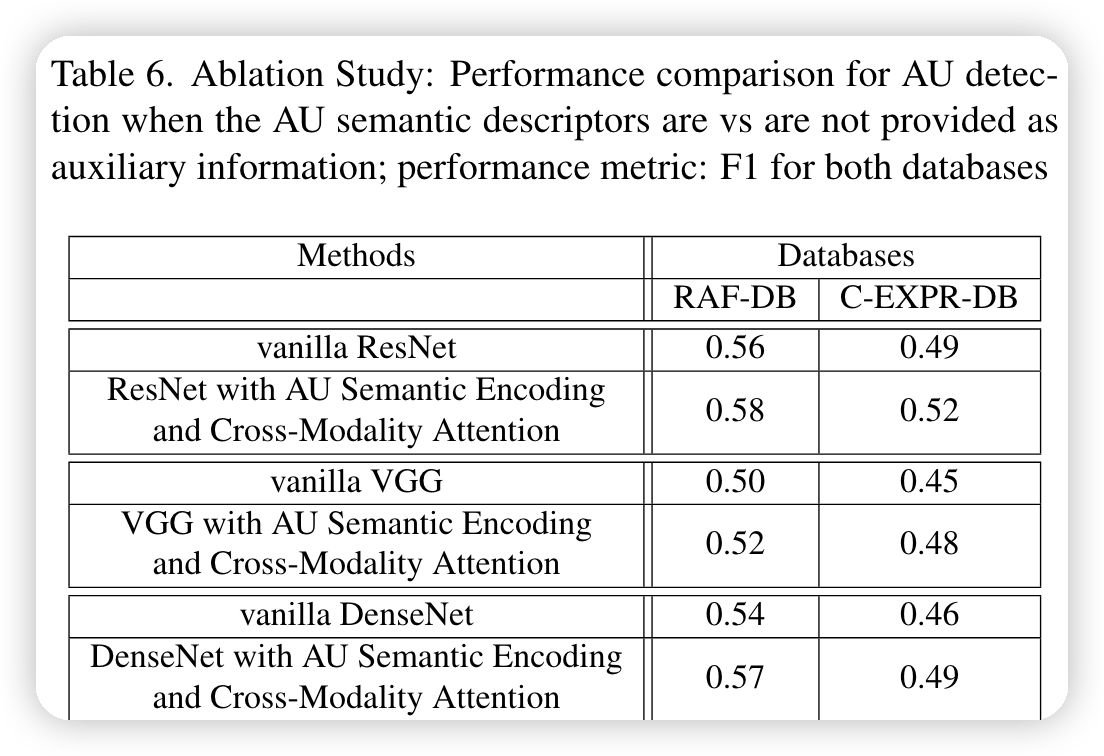 Table 6. Ablation Study: Performance comparison for AU detec-
tion when the AU semantic descriptors are vs are not provided as
auxiliary information; performance metric: F1 for both databases
Methods Databases
RAF-DB C-EXPR-DB
vanilla ResNet 0.56 0.49
ResNet with AU Semantic Encoding
and Cross-Modality Attention 0.58 0.52
vanilla VGG 0.50 0.45
VGG with AU Semantic Encoding
and Cross-Modality Attention 0.52 0.48
vanilla DenseNet 0.54 0.46
DenseNet with AU Semantic Encoding
and Cross-Modality Attention 0.57 0.49